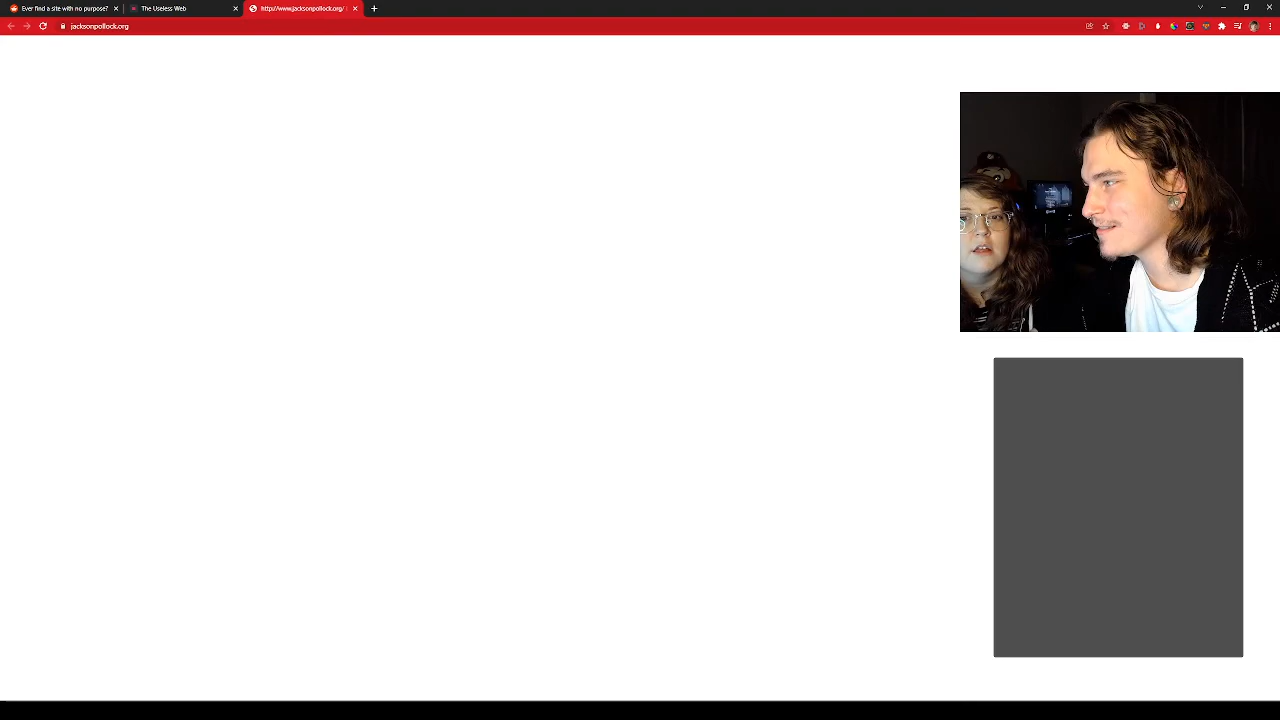 Ever find a site with no purpose?
The Useless Web
http://www.jacksonpollock.org/
jacksonpollock.org